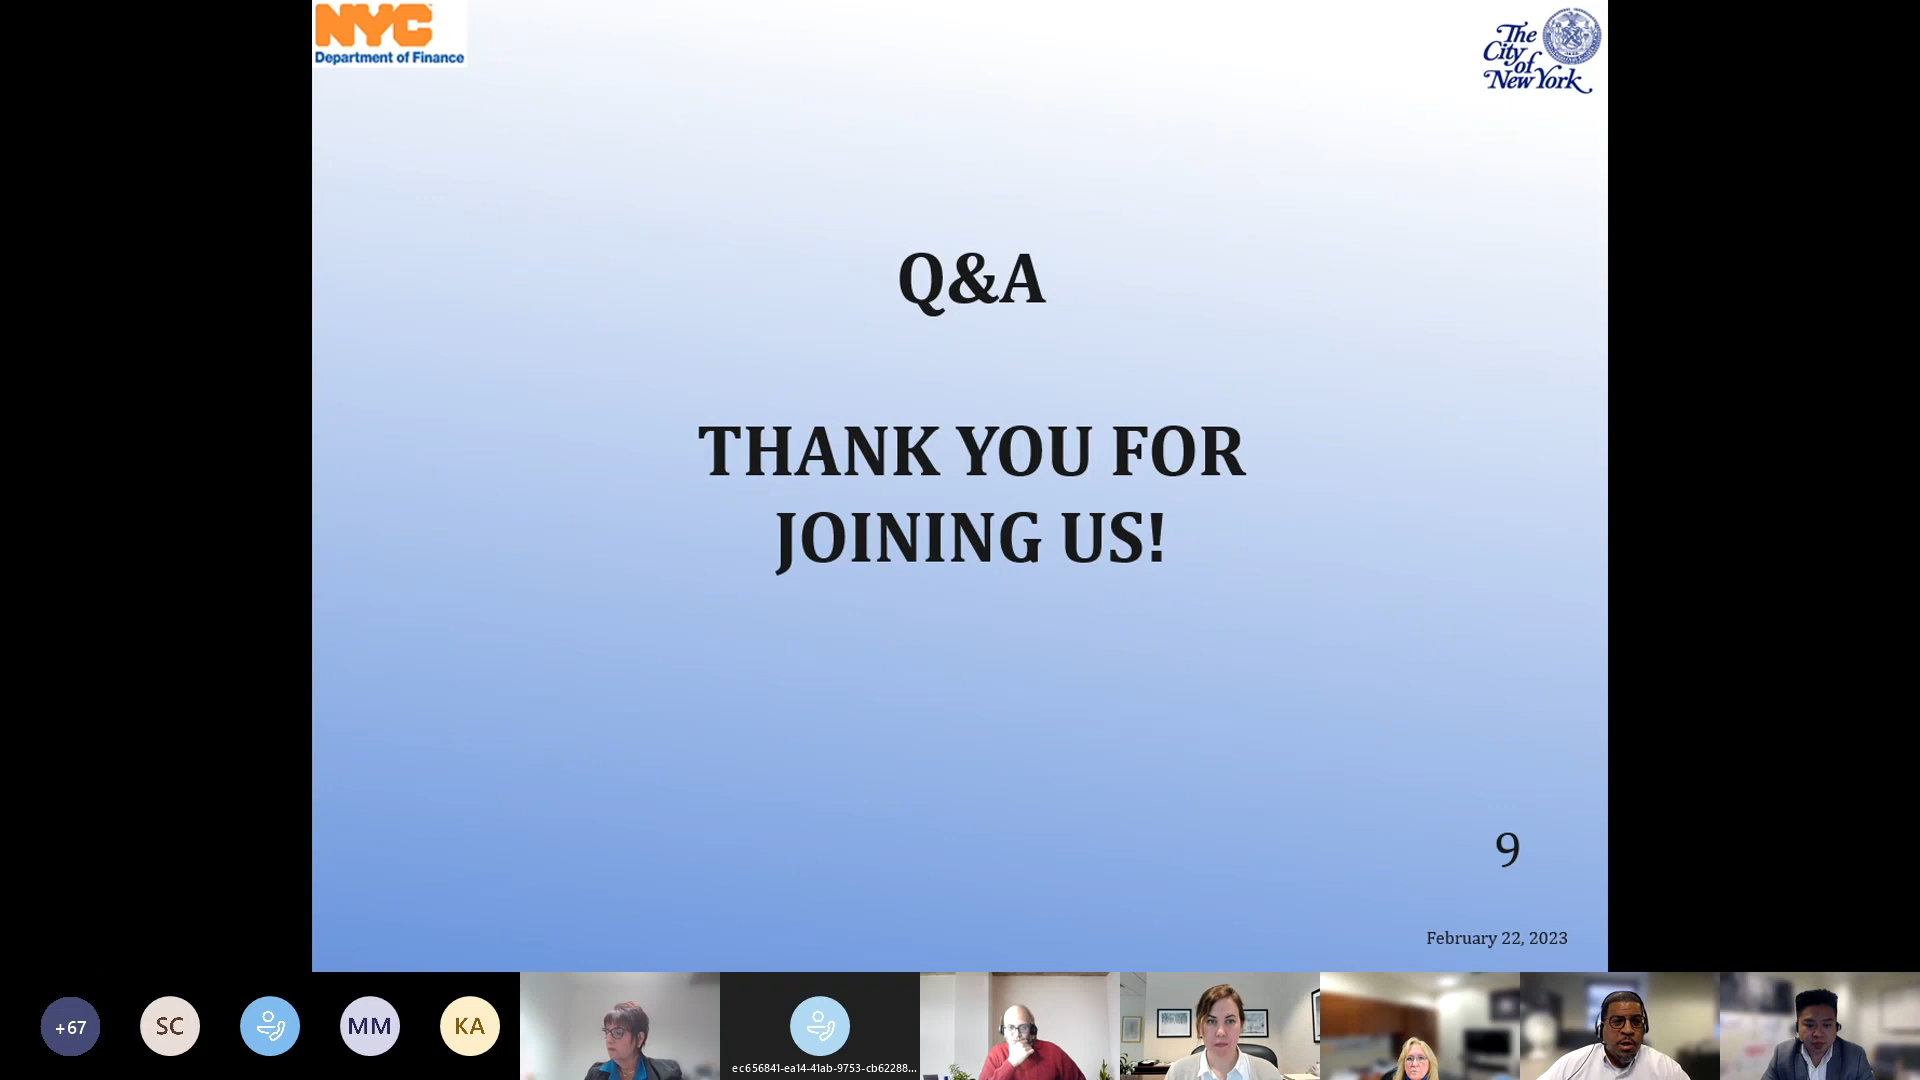 NYC
Department of Finance
The
City
of
New York
Q&A
THANK YOU FOR
JOINING US!
9
February 22, 2023
+67
SC
MM
KA
ec656841-ea14-41ab-9753-cb62288...